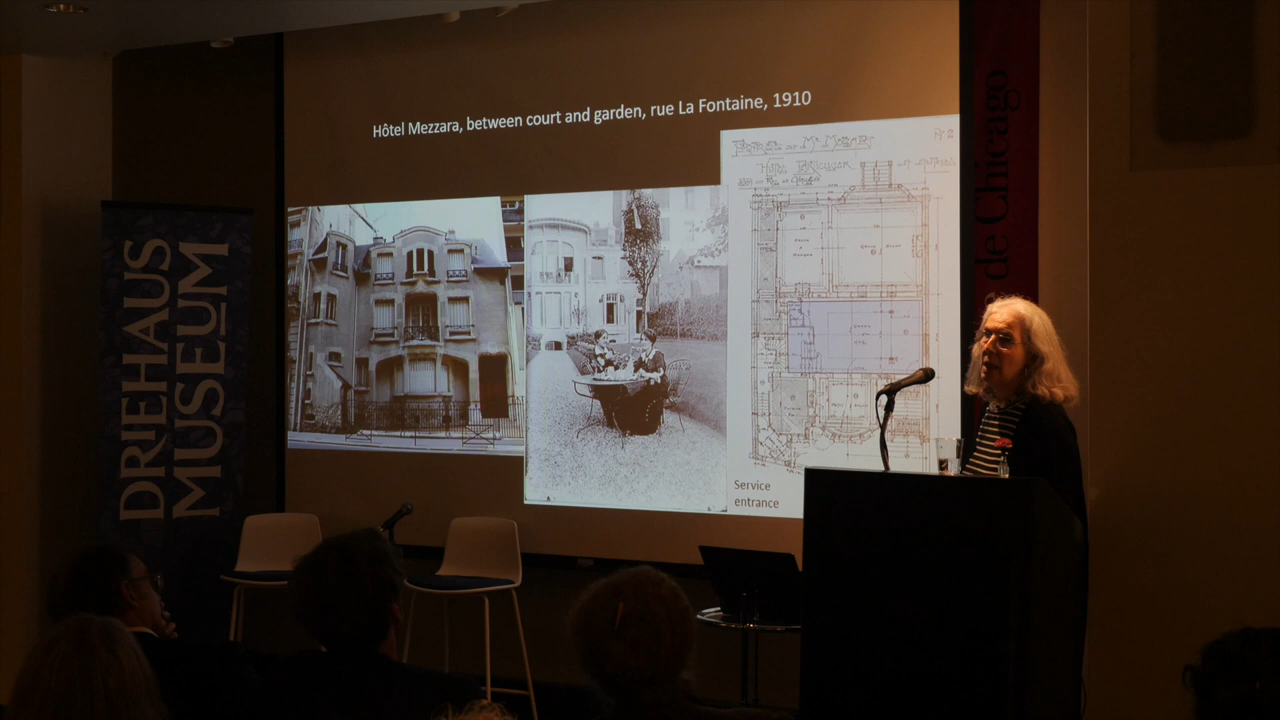 Hôtel Mezzara, between court and garden, rue La Fontaine, 1910
DRIEHAUS
MUSEUM
de Chicago
Service
entrance